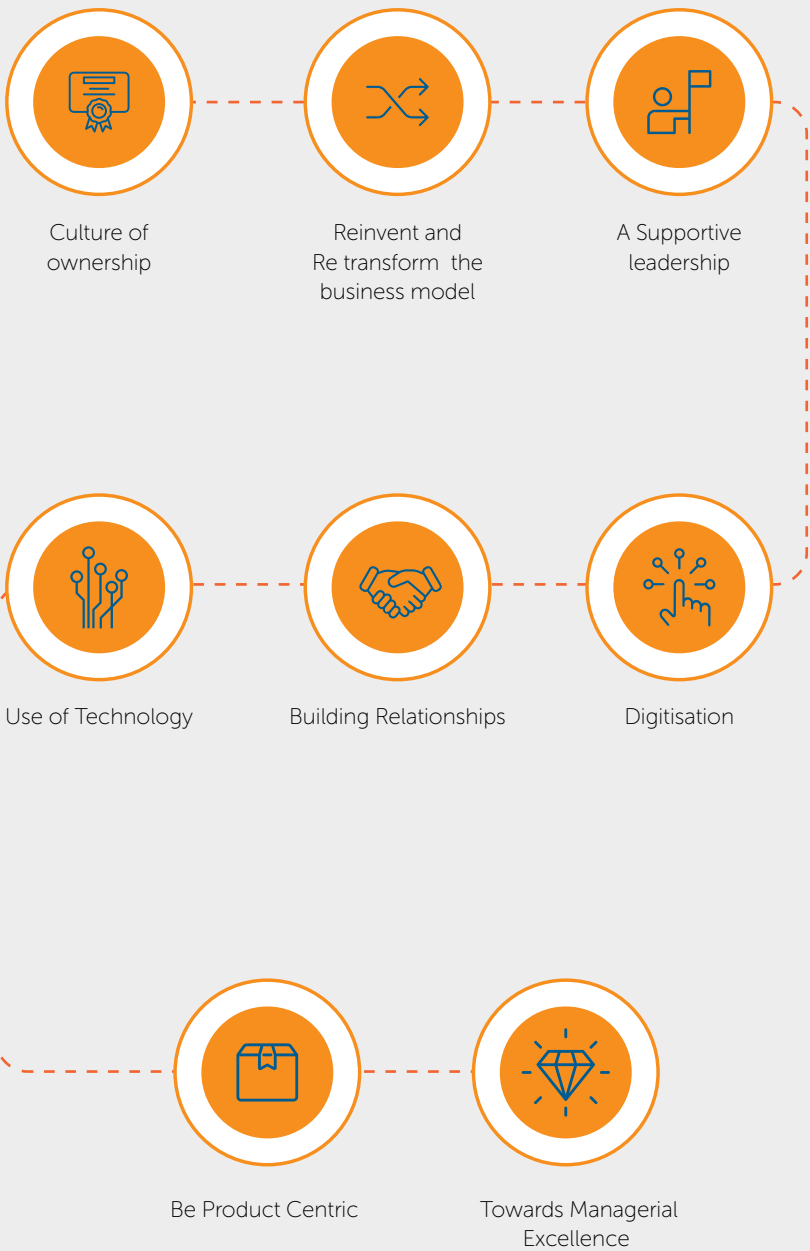 Culture of
ownership
Reinvent and
Re transform  the
business model
A Supportive
leadership
Use of Technology
Building Relationships
Digitisation
Be Product Centric
Towards Managerial
Excellence